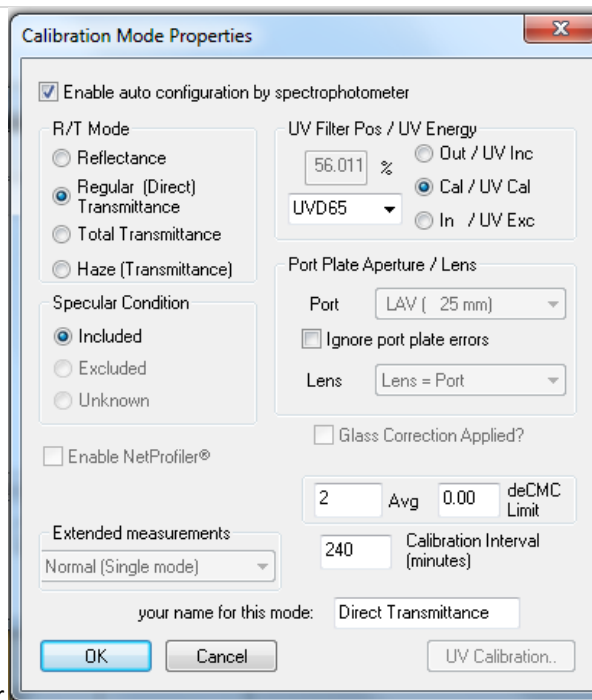 Calibration Mode Properties
Enable auto configuration by spectrophotometer
R/T Mode
Reflectance
Regular (Direct)
Transmittance
Total Transmittance
Haze (Transmittance)
UV Filter Pos / UV Energy
56.011 %
UVD65
Out / UV Inc
Cal / UV Cal
In / UV Exc
Specular Condition
Included
Excluded
Unknown
Port Plate Aperture / Lens
Port LAV ( 25 mm)
Ignore port plate errors
Lens Lens = Port
Enable NetProfiler®
Glass Correction Applied?
2 Avg 0.00 deCMC
Limit
Extended measurements
Normal (Single mode)
240 Calibration Interval
(minutes)
your name for this mode: Direct Transmittance
OK Cancel UV Calibration..